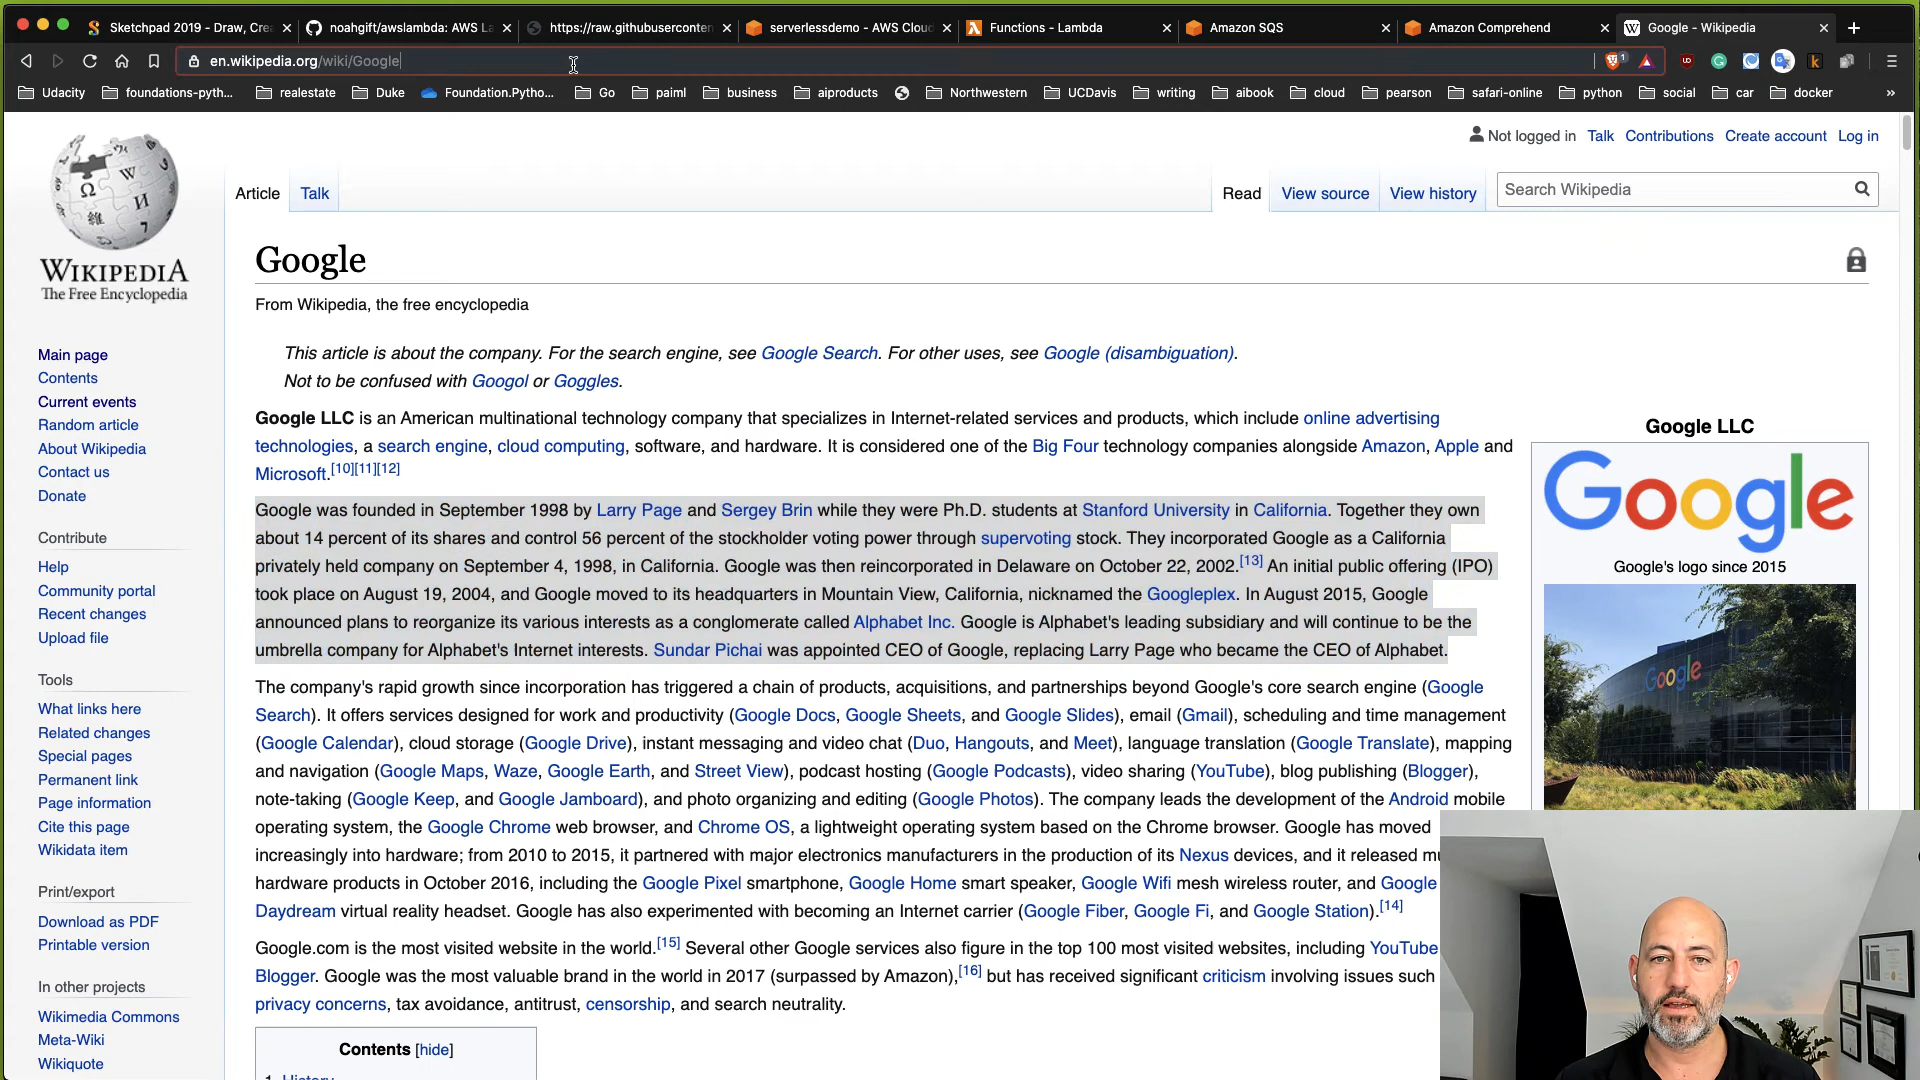 Sketchpad 2019 - Draw, Crea
noahgift/awslambda: AWS La
https://raw.githubuserconten
serverlessdemo - AWS Cloud
Functions - Lambda
Amazon SQS
Amazon Comprehend
Google - Wikipedia
en.wikipedia.org/wiki/Google
Udacity foundations-pyth... realestate Duke Foundation.Pytho... Go paiml business aiproducts Northwestern UCDavis writing aibook cloud pearson safari-online python social car docker »
Not logged in Talk Contributions Create account Log in
Article Talk Read View source View history Search Wikipedia
WIKIPEDIA
The Free Encyclopedia
Main page
Contents
Current events
Random article
About Wikipedia
Contact us
Donate
Contribute
Help
Community portal
Recent changes
Upload file
Tools
What links here
Related changes
Special pages
Permanent link
Page information
Cite this page
Wikidata item
Print/export
Download as PDF
Printable version
In other projects
Wikimedia Commons
Meta-Wiki
Wikiquote
Google
From Wikipedia, the free encyclopedia
This article is about the company. For the search engine, see Google Search. For other uses, see Google (disambiguation).
Not to be confused with Googol or Goggles.
Google LLC is an American multinational technology company that specializes in Internet-related services and products, which include online advertising
technologies, a search engine, cloud computing, software, and hardware. It is considered one of the Big Four technology companies alongside Amazon, Apple and
Microsoft.[10][11][12]
Google was founded in September 1998 by Larry Page and Sergey Brin while they were Ph.D. students at Stanford University in California. Together they own
about 14 percent of its shares and control 56 percent of the stockholder voting power through supervoting stock. They incorporated Google as a California
privately held company on September 4, 1998, in California. Google was then reincorporated in Delaware on October 22, 2002.[13] An initial public offering (IPO)
took place on August 19, 2004, and Google moved to its headquarters in Mountain View, California, nicknamed the Googleplex. In August 2015, Google
announced plans to reorganize its various interests as a conglomerate called Alphabet Inc. Google is Alphabet's leading subsidiary and will continue to be the
umbrella company for Alphabet's Internet interests. Sundar Pichai was appointed CEO of Google, replacing Larry Page who became the CEO of Alphabet.
The company's rapid growth since incorporation has triggered a chain of products, acquisitions, and partnerships beyond Google's core search engine (Google
Search). It offers services designed for work and productivity (Google Docs, Google Sheets, and Google Slides), email (Gmail), scheduling and time management
(Google Calendar), cloud storage (Google Drive), instant messaging and video chat (Duo, Hangouts, and Meet), language translation (Google Translate), mapping
and navigation (Google Maps, Waze, Google Earth, and Street View), podcast hosting (Google Podcasts), video sharing (YouTube), blog publishing (Blogger),
note-taking (Google Keep, and Google Jamboard), and photo organizing and editing (Google Photos). The company leads the development of the Android mobile
operating system, the Google Chrome web browser, and Chrome OS, a lightweight operating system based on the Chrome browser. Google has moved
increasingly into hardware; from 2010 to 2015, it partnered with major electronics manufacturers in the production of its Nexus devices, and it released mu
hardware products in October 2016, including the Google Pixel smartphone, Google Home smart speaker, Google Wifi mesh wireless router, and Google
Daydream virtual reality headset. Google has also experimented with becoming an Internet carrier (Google Fiber, Google Fi, and Google Station).[14]
Google.com is the most visited website in the world.[15] Several other Google services also figure in the top 100 most visited websites, including YouTube
Blogger. Google was the most valuable brand in the world in 2017 (surpassed by Amazon),[16] but has received significant criticism involving issues such
privacy concerns, tax avoidance, antitrust, censorship, and search neutrality.
Contents [hide]
1 History
Google LLC
Google
Google's logo since 2015
Google